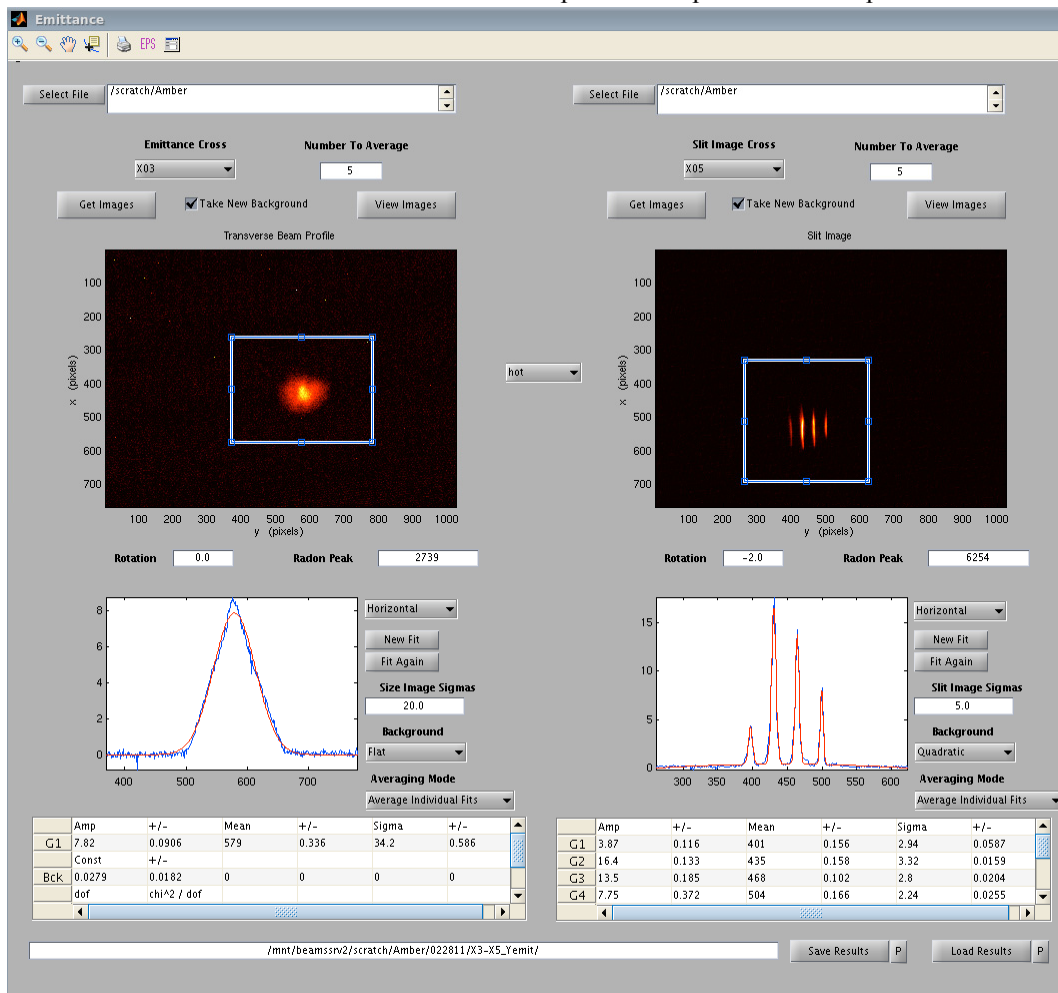 Emittance
EPS
Select File /scratch/Amber
Select File /scratch/Amber
Emittance Cross Number To Average
X03 5
Slit Image Cross Number To Average
X05 5
Get Images Take New Background View Images
Get Images Take New Background View Images
Transverse Beam Profile
100
200
300
400
500
600
700
x (pixels)
100 200 300 400 500 600 700 800 900 1000
y (pixels)
hot
Slit Image
100
200
300
400
500
600
700
x (pixels)
100 200 300 400 500 600 700 800 900 1000
y (pixels)
Rotation 0.0 Radon Peak 2739
Rotation -2.0 Radon Peak 6254
8
6
4
2
0
400 500 600 700
Horizontal
New Fit
Fit Again
Size Image Sigmas
20.0
Background
Flat
Averaging Mode
Average Individual Fits
15
10
5
0
300 350 400 450 500 550 600
Horizontal
New Fit
Fit Again
Slit Image Sigmas
5.0
Background
Quadratic
Averaging Mode
Average Individual Fits
Amp +/- Mean +/- Sigma +/-
G1 7.82 0.0906 579 0.336 34.2 0.586
Const +/-
Bck 0.0279 0.0182 0 0 0 0
dof chi^2 / dof
Amp +/- Mean +/- Sigma +/-
G1 3.87 0.116 401 0.156 2.94 0.0587
G2 16.4 0.133 435 0.158 3.32 0.0159
G3 13.5 0.185 468 0.102 2.8 0.0204
G4 7.75 0.372 504 0.166 2.24 0.0255
/mnt/beamssrv2/scratch/Amber/022811/X3-X5_Yemit/ Save Results P Load Results P